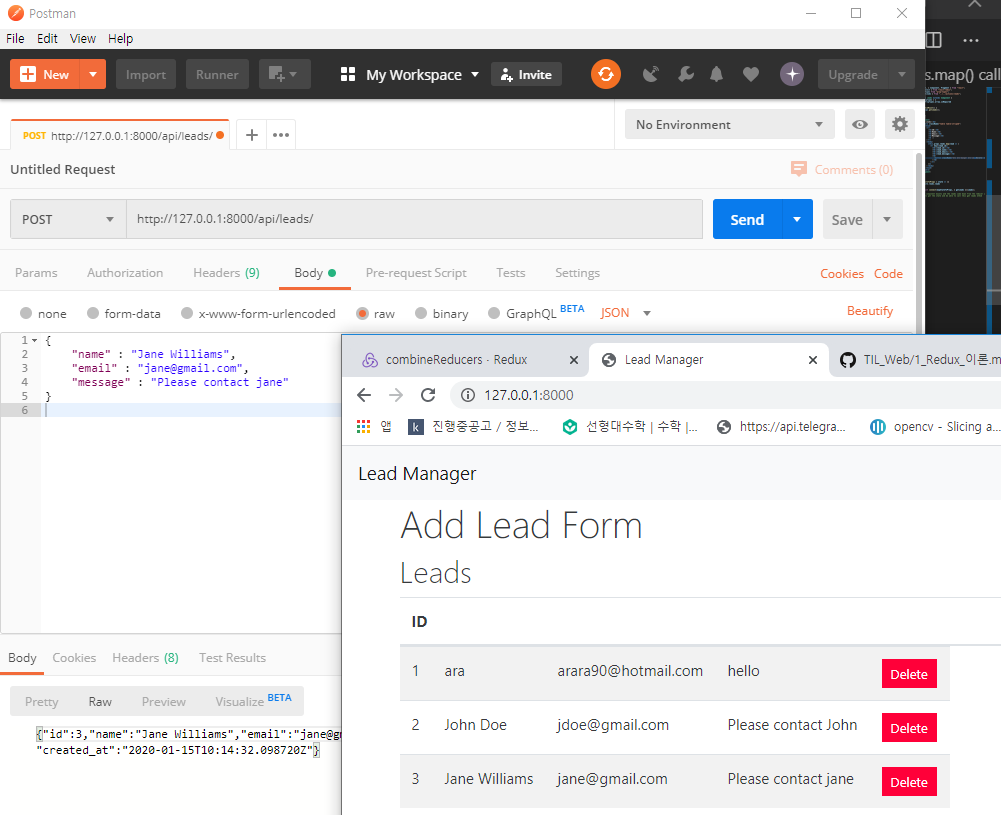 Postman
File Edit View Help
New Import Runner My Workspace Invite Upgrade
s.map() call
POST http://127.0.0.1:8000/api/leads/ No Environment
Untitled Request Comments (0)
POST http://127.0.0.1:8000/api/leads/ Send Save
Params Authorization Headers (9) Body Pre-request Script Tests Settings Cookies Code
none form-data x-www-form-urlencoded raw binary GraphQL BETA JSON Beautify
1 {
2 "name" : "Jane Williams",
3 "email" : "jane@gmail.com",
4 "message" : "Please contact jane"
5 }
6
combineReducers · Redux Lead Manager TIL_Web/1_Redux_이론.m
127.0.0.1:8000
앱 진행중공고 / 정보... 선형대수학 | 수학 |... https://api.telegra... opencv - Slicing a...
Lead Manager
Add Lead Form
Leads
ID
1 ara arara90@hotmail.com hello Delete
2 John Doe jdoe@gmail.com Please contact John Delete
3 Jane Williams jane@gmail.com Please contact jane Delete
Body Cookies Headers (8) Test Results
Pretty Raw Preview Visualize BETA
{"id":3,"name":"Jane Williams","email":"jane@g
"created_at":"2020-01-15T10:14:32.098720Z"}